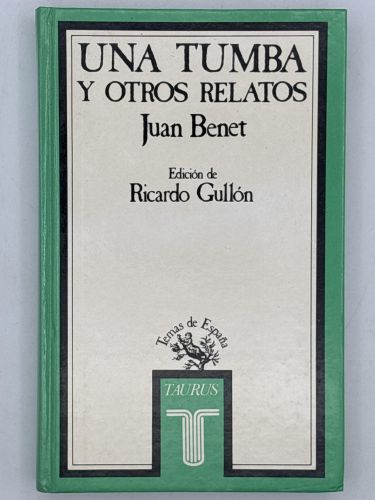 UNA TUMBA
Y OTROS RELATOS
Juan Benet
Edición de
Ricardo Gullón
Temas de España
TAURUS